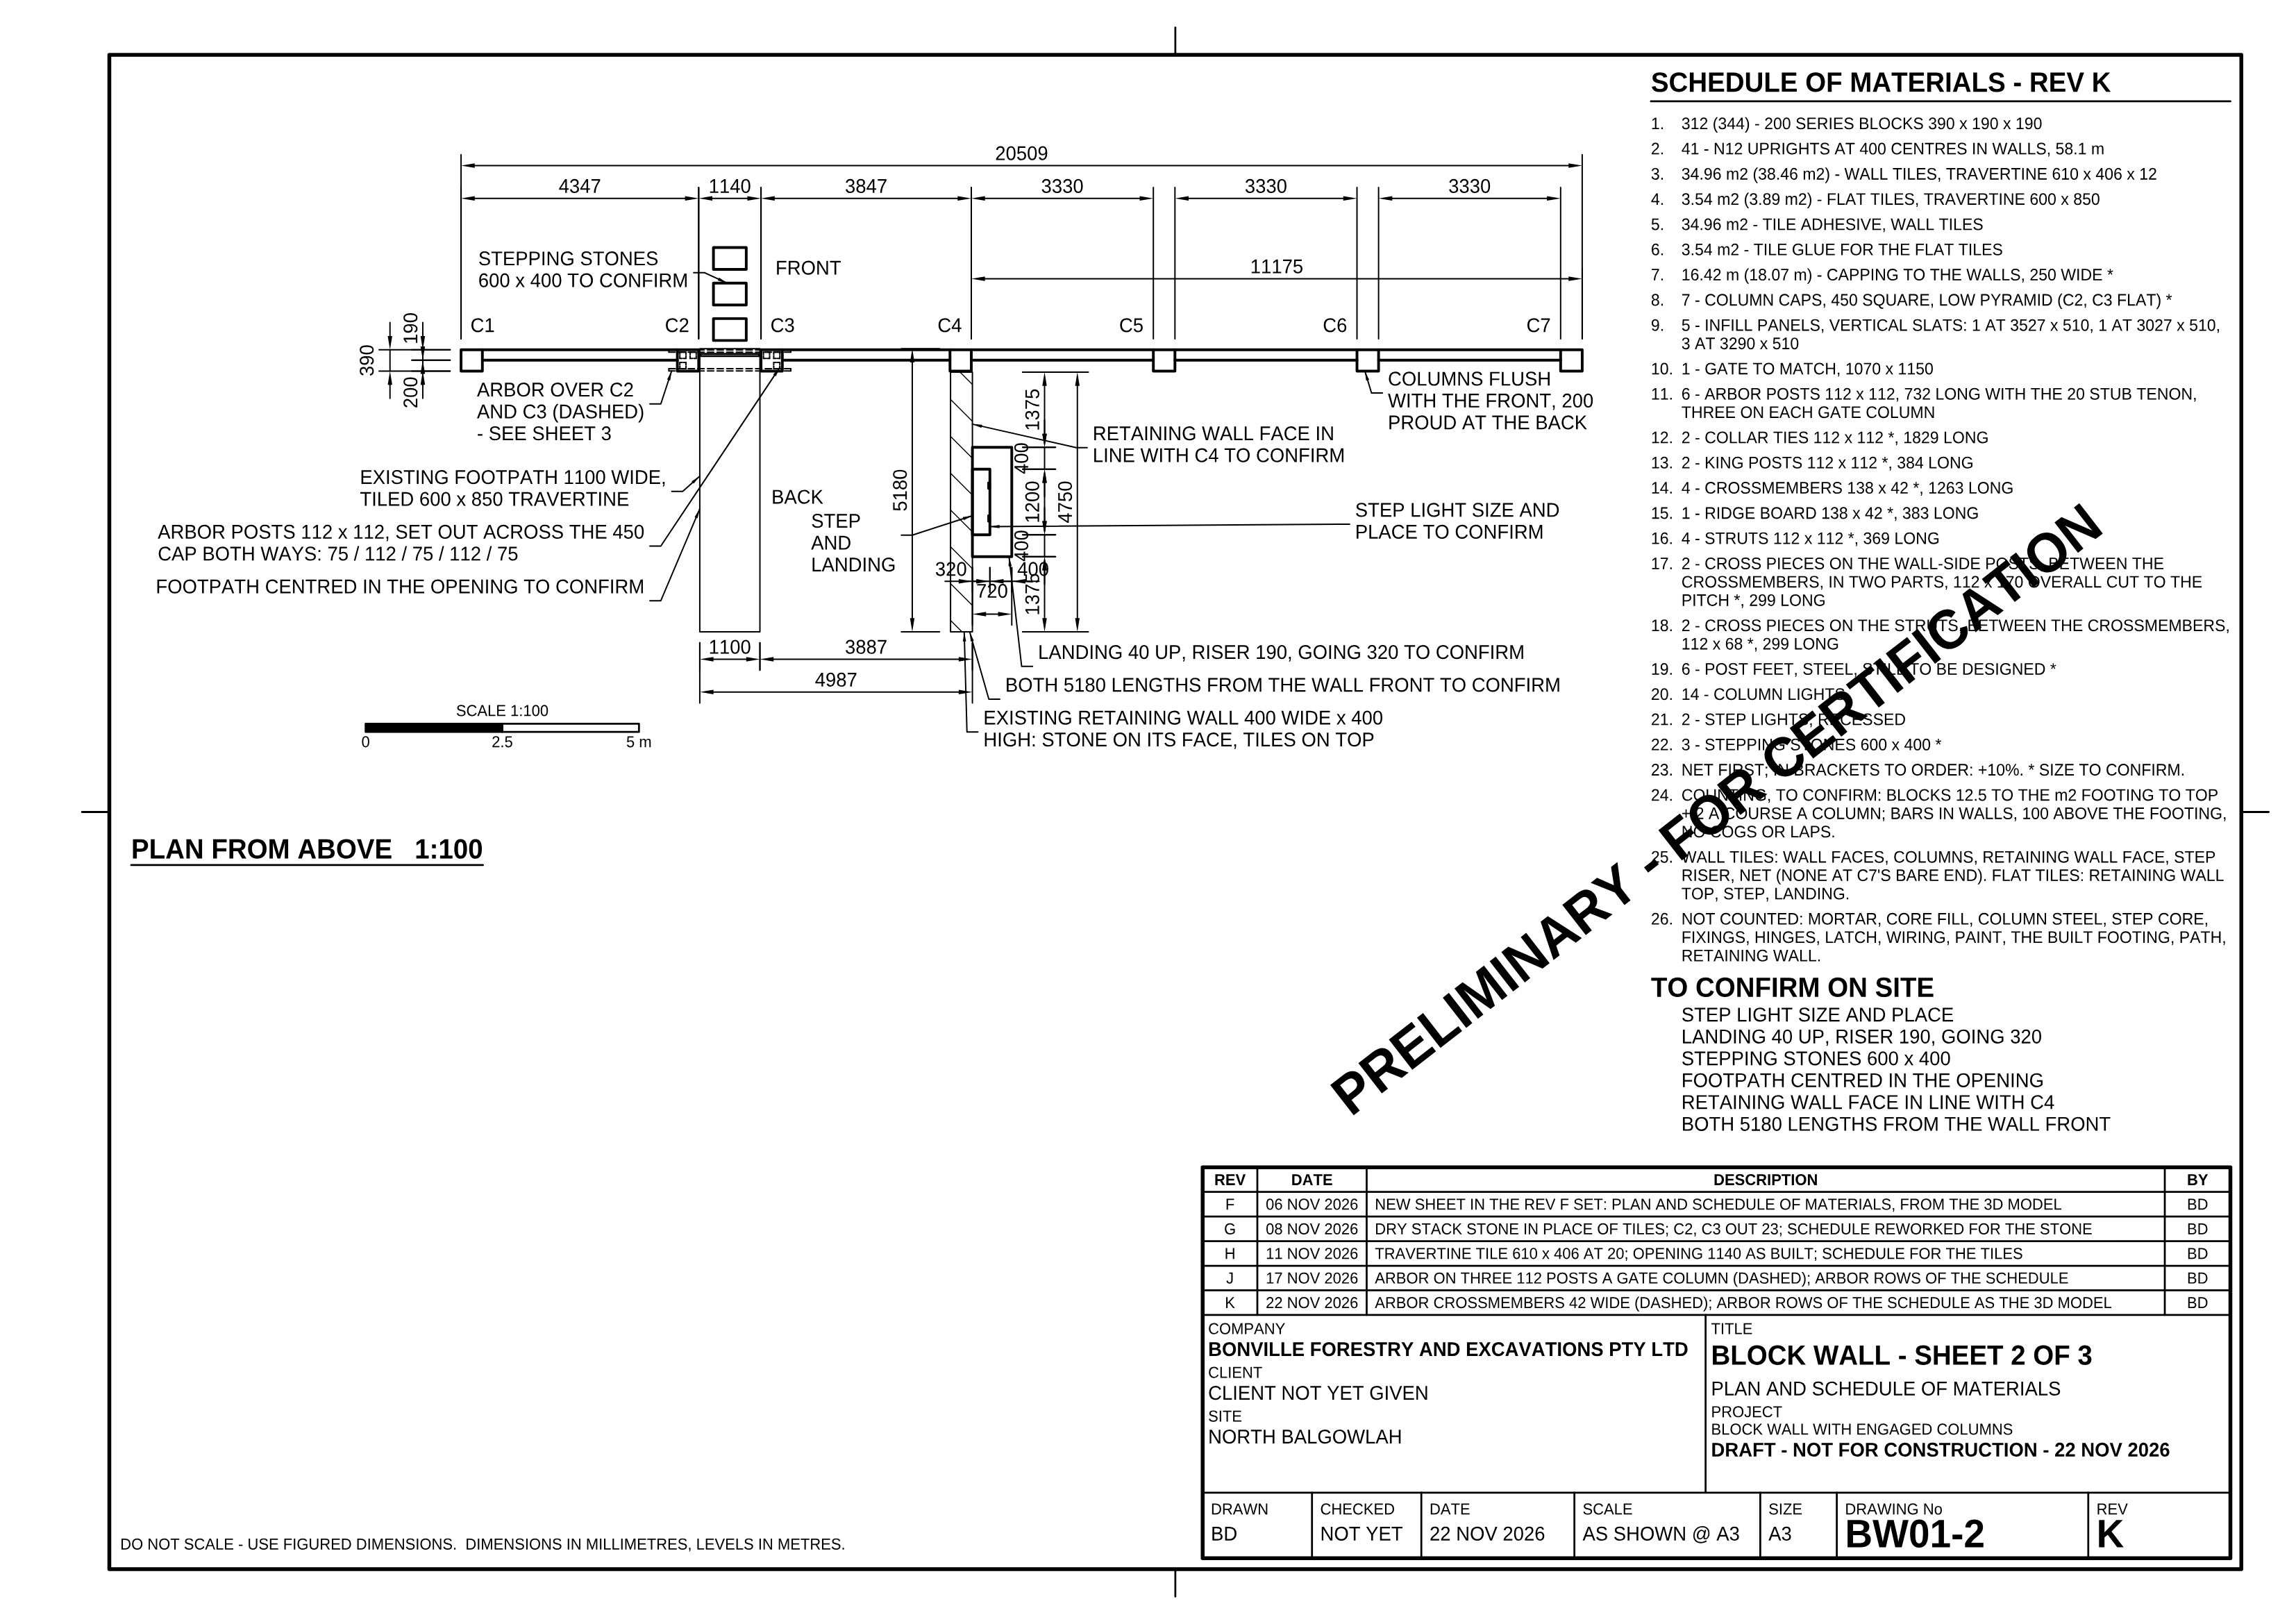 SCHEDULE OF MATERIALS - REV K
1. 312 (344) - 200 SERIES BLOCKS 390 x 190 x 190
2. 41 - N12 UPRIGHTS AT 400 CENTRES IN WALLS, 58.1 m
3. 34.96 m2 (38.46 m2) - WALL TILES, TRAVERTINE 610 x 406 x 12
4. 3.54 m2 (3.89 m2) - FLAT TILES, TRAVERTINE 600 x 850
5. 34.96 m2 - TILE ADHESIVE, WALL TILES
6. 3.54 m2 - TILE GLUE FOR THE FLAT TILES
7. 16.42 m (18.07 m) - CAPPING TO THE WALLS, 250 WIDE *
8. 7 - COLUMN CAPS, 450 SQUARE, LOW PYRAMID (C2, C3 FLAT) *
9. 5 - INFILL PANELS, VERTICAL SLATS: 1 AT 3527 x 510, 1 AT 3027 x 510,
3 AT 3290 x 510
10. 1 - GATE TO MATCH, 1070 x 1150
11. 6 - ARBOR POSTS 112 x 112, 732 LONG WITH THE 20 STUB TENON,
THREE ON EACH GATE COLUMN
12. 2 - COLLAR TIES 112 x 112 *, 1829 LONG
13. 2 - KING POSTS 112 x 112 *, 384 LONG
14. 4 - CROSSMEMBERS 138 x 42 *, 1263 LONG
15. 1 - RIDGE BOARD 138 x 42 *, 383 LONG
16. 4 - STRUTS 112 x 112 *, 369 LONG
17. 2 - CROSS PIECES ON THE WALL-SIDE POSTS, BETWEEN THE
CROSSMEMBERS, IN TWO PARTS, 112 x 170 OVERALL CUT TO THE
PITCH *, 299 LONG
18. 2 - CROSS PIECES ON THE STRUTS, BETWEEN THE CROSSMEMBERS,
112 x 68 *, 299 LONG
19. 6 - POST FEET, STEEL, STILL TO BE DESIGNED *
20. 14 - COLUMN LIGHTS
21. 2 - STEP LIGHTS, RECESSED
22. 3 - STEPPING STONES 600 x 400 *
23. NET FIRST; IN BRACKETS TO ORDER: +10%. * SIZE TO CONFIRM.
24. COUNTING, TO CONFIRM: BLOCKS 12.5 TO THE m2 FOOTING TO TOP
+ 2 A COURSE A COLUMN; BARS IN WALLS, 100 ABOVE THE FOOTING,
NO COGS OR LAPS.
25. WALL TILES: WALL FACES, COLUMNS, RETAINING WALL FACE, STEP
RISER, NET (NONE AT C7'S BARE END). FLAT TILES: RETAINING WALL
TOP, STEP, LANDING.
26. NOT COUNTED: MORTAR, CORE FILL, COLUMN STEEL, STEP CORE,
FIXINGS, HINGES, LATCH, WIRING, PAINT, THE BUILT FOOTING, PATH,
RETAINING WALL.
TO CONFIRM ON SITE
STEP LIGHT SIZE AND PLACE
LANDING 40 UP, RISER 190, GOING 320
STEPPING STONES 600 x 400
FOOTPATH CENTRED IN THE OPENING
RETAINING WALL FACE IN LINE WITH C4
BOTH 5180 LENGTHS FROM THE WALL FRONT
PRELIMINARY - FOR CERTIFICATION
20509
4347 1140 3847 3330 3330 3330
11175
STEPPING STONES
600 x 400 TO CONFIRM
FRONT
C1 C2 C3 C4 C5 C6 C7
390
190
200
ARBOR OVER C2
AND C3 (DASHED)
- SEE SHEET 3
COLUMNS FLUSH
WITH THE FRONT, 200
PROUD AT THE BACK
RETAINING WALL FACE IN
LINE WITH C4 TO CONFIRM
EXISTING FOOTPATH 1100 WIDE,
TILED 600 x 850 TRAVERTINE
BACK
STEP
AND
LANDING
STEP LIGHT SIZE AND
PLACE TO CONFIRM
ARBOR POSTS 112 x 112, SET OUT ACROSS THE 450
CAP BOTH WAYS: 75 / 112 / 75 / 112 / 75
FOOTPATH CENTRED IN THE OPENING TO CONFIRM
5180
1375
400
1200
400
1375
4750
320
400
720
1100 3887
4987
LANDING 40 UP, RISER 190, GOING 320 TO CONFIRM
BOTH 5180 LENGTHS FROM THE WALL FRONT TO CONFIRM
EXISTING RETAINING WALL 400 WIDE x 400
HIGH: STONE ON ITS FACE, TILES ON TOP
SCALE 1:100
0 2.5 5 m
PLAN FROM ABOVE 1:100
REV DATE DESCRIPTION BY
F 06 NOV 2026 NEW SHEET IN THE REV F SET: PLAN AND SCHEDULE OF MATERIALS, FROM THE 3D MODEL BD
G 08 NOV 2026 DRY STACK STONE IN PLACE OF TILES; C2, C3 OUT 23; SCHEDULE REWORKED FOR THE STONE BD
H 11 NOV 2026 TRAVERTINE TILE 610 x 406 AT 20; OPENING 1140 AS BUILT; SCHEDULE FOR THE TILES BD
J 17 NOV 2026 ARBOR ON THREE 112 POSTS A GATE COLUMN (DASHED); ARBOR ROWS OF THE SCHEDULE BD
K 22 NOV 2026 ARBOR CROSSMEMBERS 42 WIDE (DASHED); ARBOR ROWS OF THE SCHEDULE AS THE 3D MODEL BD
COMPANY
BONVILLE FORESTRY AND EXCAVATIONS PTY LTD
CLIENT
CLIENT NOT YET GIVEN
SITE
NORTH BALGOWLAH
TITLE
BLOCK WALL - SHEET 2 OF 3
PLAN AND SCHEDULE OF MATERIALS
PROJECT
BLOCK WALL WITH ENGAGED COLUMNS
DRAFT - NOT FOR CONSTRUCTION - 22 NOV 2026
DRAWN CHECKED DATE SCALE SIZE DRAWING No REV
BD NOT YET 22 NOV 2026 AS SHOWN @ A3 A3 BW01-2 K
DO NOT SCALE - USE FIGURED DIMENSIONS. DIMENSIONS IN MILLIMETRES, LEVELS IN METRES.